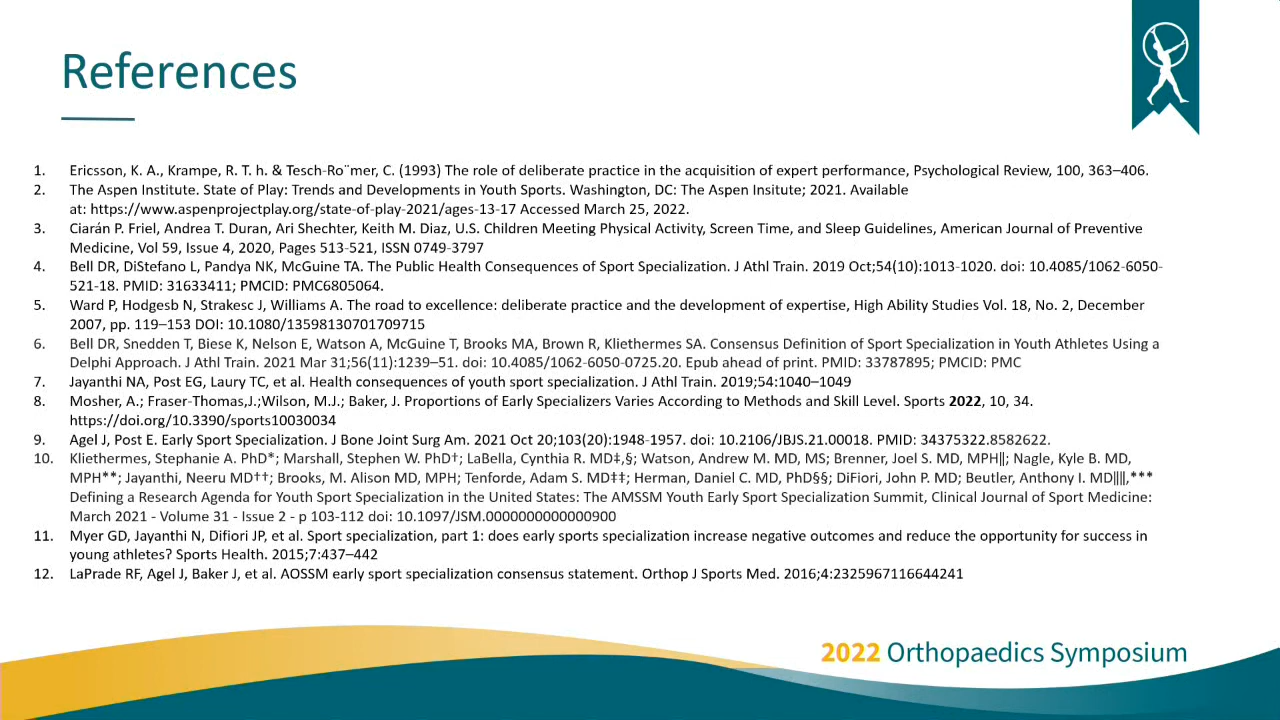 References
1. Ericsson, K. A., Krampe, R. T. h. & Tesch-Ro¨mer, C. (1993) The role of deliberate practice in the acquisition of expert performance, Psychological Review, 100, 363–406.
2. The Aspen Institute. State of Play: Trends and Developments in Youth Sports. Washington, DC: The Aspen Insitute; 2021. Available
at: https://www.aspenprojectplay.org/state-of-play-2021/ages-13-17 Accessed March 25, 2022.
3. Ciarán P. Friel, Andrea T. Duran, Ari Shechter, Keith M. Diaz, U.S. Children Meeting Physical Activity, Screen Time, and Sleep Guidelines, American Journal of Preventive
Medicine, Vol 59, Issue 4, 2020, Pages 513-521, ISSN 0749-3797
4. Bell DR, DiStefano L, Pandya NK, McGuine TA. The Public Health Consequences of Sport Specialization. J Athl Train. 2019 Oct;54(10):1013-1020. doi: 10.4085/1062-6050-
521-18. PMID: 31633411; PMCID: PMC6805064.
5. Ward P, Hodgesb N, Strakesc J, Williams A. The road to excellence: deliberate practice and the development of expertise, High Ability Studies Vol. 18, No. 2, December
2007, pp. 119–153 DOI: 10.1080/13598130701709715
6. Bell DR, Snedden T, Biese K, Nelson E, Watson A, McGuine T, Brooks MA, Brown R, Kliethermes SA. Consensus Definition of Sport Specialization in Youth Athletes Using a
Delphi Approach. J Athl Train. 2021 Mar 31;56(11):1239–51. doi: 10.4085/1062-6050-0725.20. Epub ahead of print. PMID: 33787895; PMCID: PMC
7. Jayanthi NA, Post EG, Laury TC, et al. Health consequences of youth sport specialization. J Athl Train. 2019;54:1040–1049
8. Mosher, A.; Fraser-Thomas,J.;Wilson, M.J.; Baker, J. Proportions of Early Specializers Varies According to Methods and Skill Level. Sports 2022, 10, 34.
https://doi.org/10.3390/sports10030034
9. Agel J, Post E. Early Sport Specialization. J Bone Joint Surg Am. 2021 Oct 20;103(20):1948-1957. doi: 10.2106/JBJS.21.00018. PMID: 34375322.8582622.
10. Kliethermes, Stephanie A. PhD*; Marshall, Stephen W. PhD†; LaBella, Cynthia R. MD‡,§; Watson, Andrew M. MD, MS; Brenner, Joel S. MD, MPH‖; Nagle, Kyle B. MD,
MPH**; Jayanthi, Neeru MD††; Brooks, M. Alison MD, MPH; Tenforde, Adam S. MD‡‡; Herman, Daniel C. MD, PhD§§; DiFiori, John P. MD; Beutler, Anthony I. MD‖‖,***
Defining a Research Agenda for Youth Sport Specialization in the United States: The AMSSM Youth Early Sport Specialization Summit, Clinical Journal of Sport Medicine:
March 2021 - Volume 31 - Issue 2 - p 103-112 doi: 10.1097/JSM.0000000000000900
11. Myer GD, Jayanthi N, Difiori JP, et al. Sport specialization, part 1: does early sports specialization increase negative outcomes and reduce the opportunity for success in
young athletes? Sports Health. 2015;7:437–442
12. LaPrade RF, Agel J, Baker J, et al. AOSSM early sport specialization consensus statement. Orthop J Sports Med. 2016;4:2325967116644241
2022 Orthopaedics Symposium